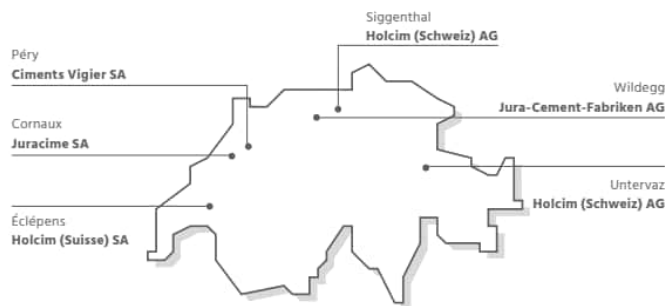 Siggenthal
Holcim (Schweiz) AG
Péry
Ciments Vigier SA
Wildegg
Jura-Cement-Fabriken AG
Cornaux
Juracime SA
Untervaz
Holcim (Schweiz) AG
Éclépens
Holcim (Suisse) SA